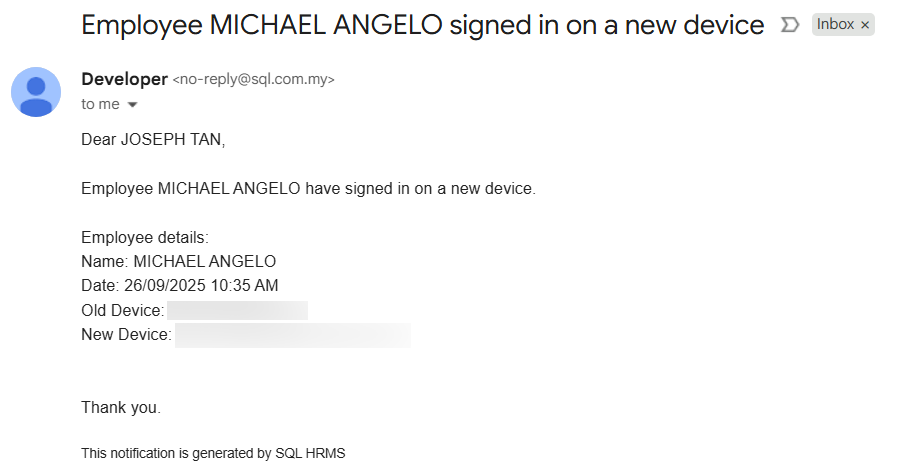 Employee MICHAEL ANGELO signed in on a new device Inbox ×
Developer <no-reply@sql.com.my>
to me
Dear JOSEPH TAN,
Employee MICHAEL ANGELO have signed in on a new device.
Employee details:
Name: MICHAEL ANGELO
Date: 26/09/2025 10:35 AM
Old Device:
New Device:
Thank you.
This notification is generated by SQL HRMS